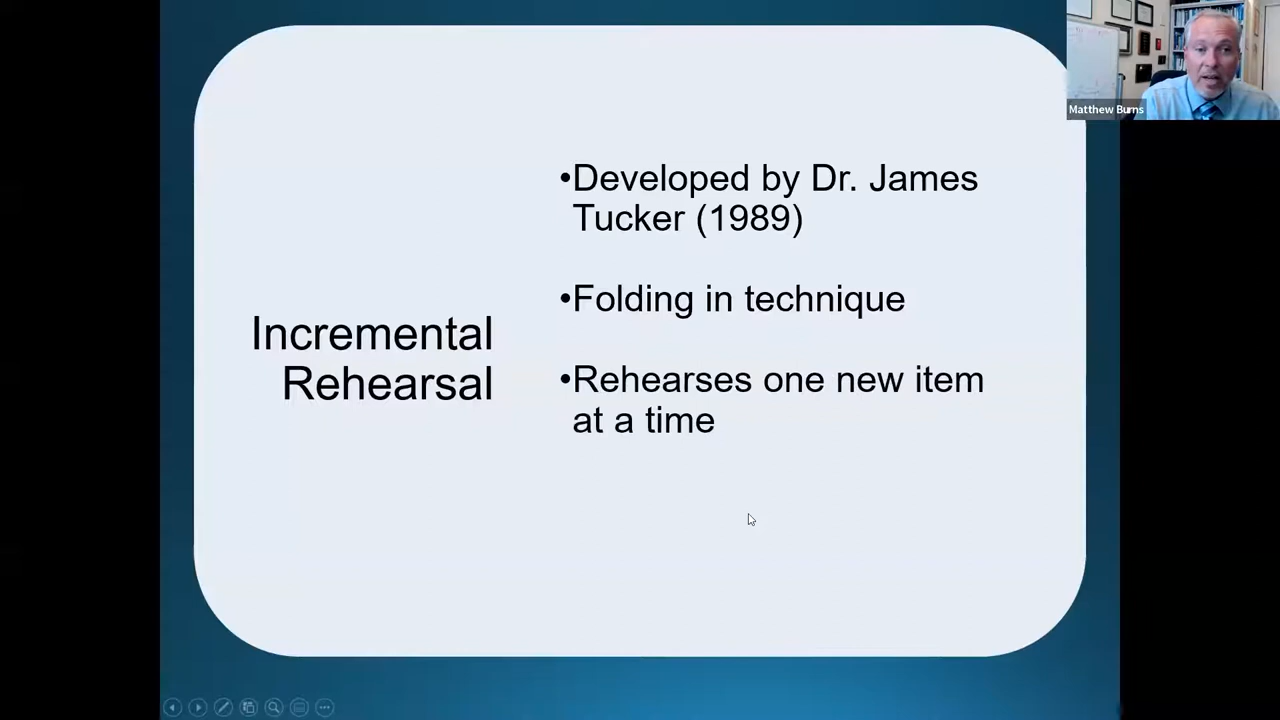 Incremental
Rehearsal
•Developed by Dr. James
Tucker (1989)
•Folding in technique
•Rehearses one new item
at a time
Matthew Burns